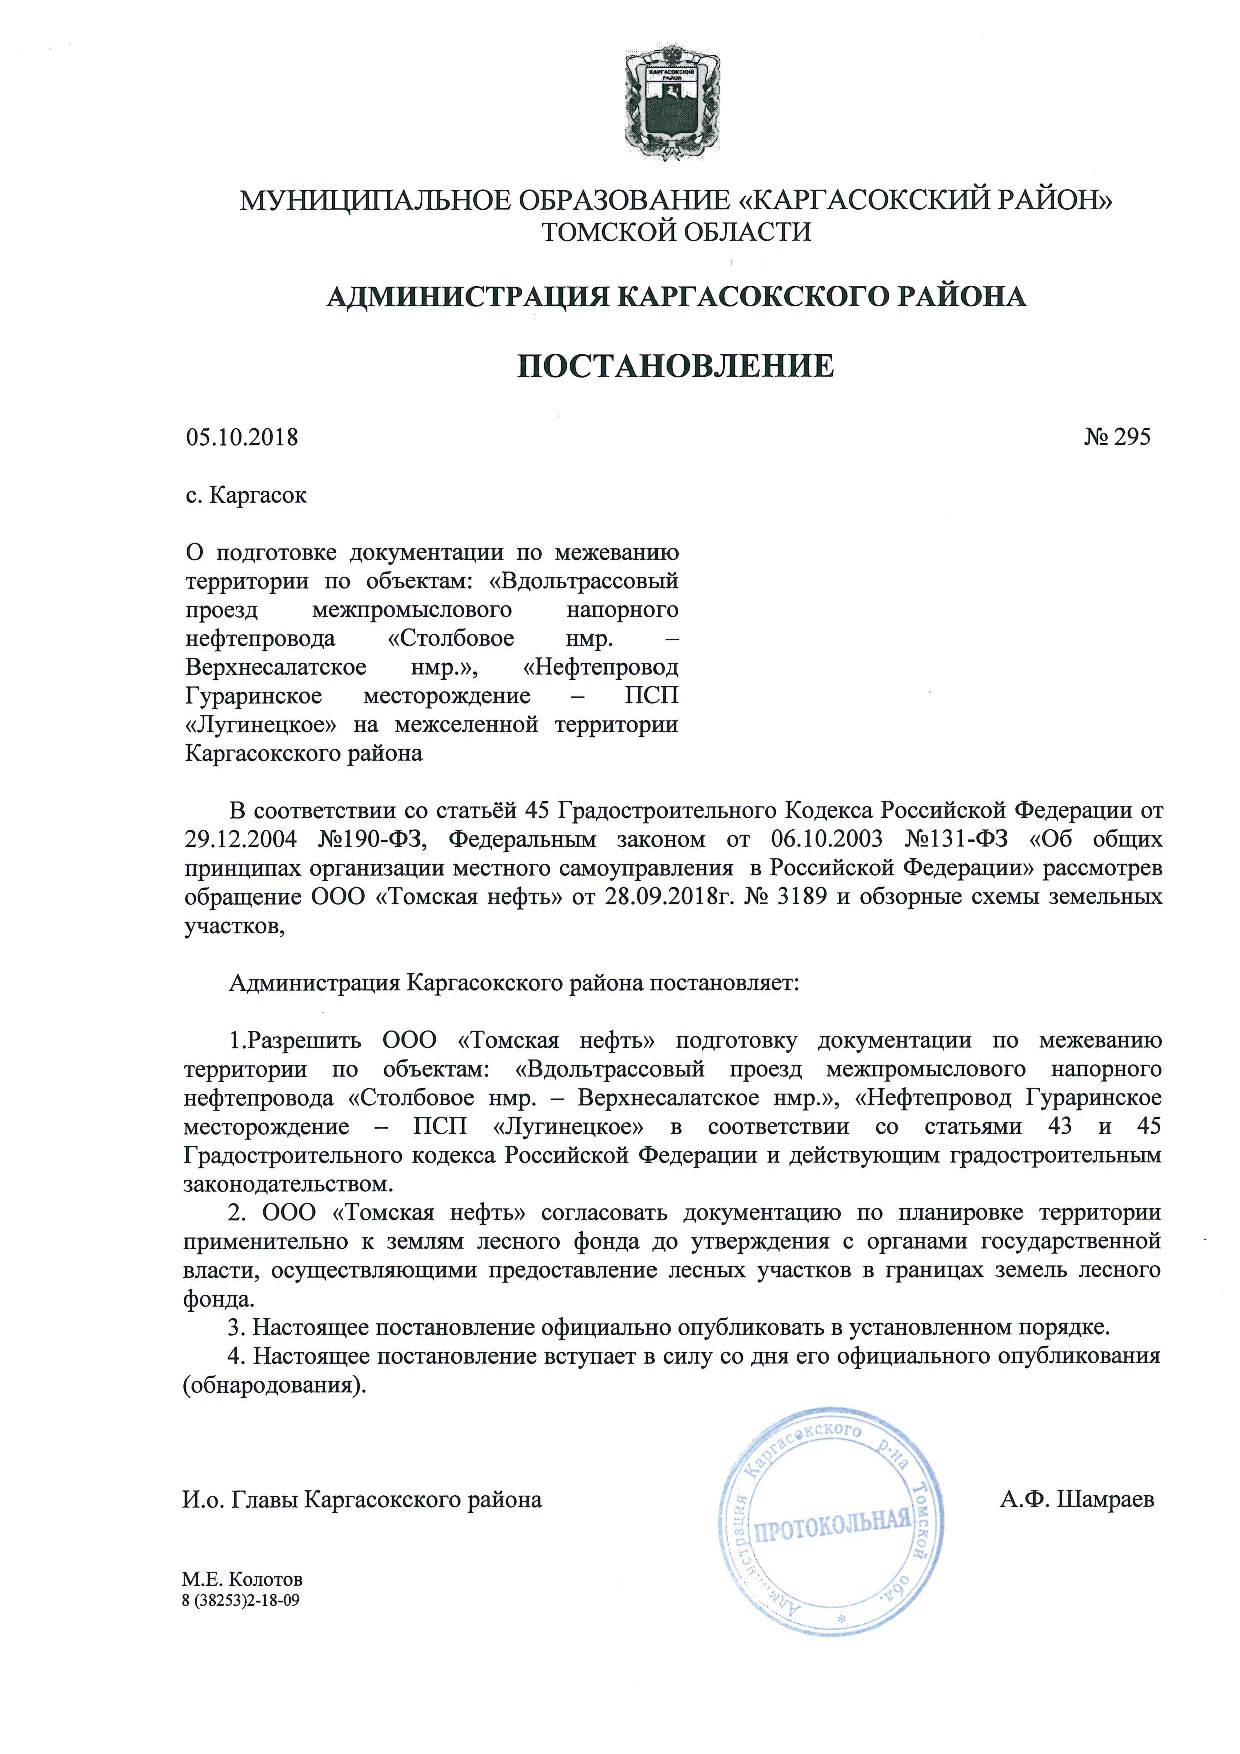 КАРГАСОКСКИЙ
РАЙОН
МУНИЦИПАЛЬНОЕ ОБРАЗОВАНИЕ «КАРГАСОКСКИЙ РАЙОН»
ТОМСКОЙ ОБЛАСТИ
АДМИНИСТРАЦИЯ КАРГАСОКСКОГО РАЙОНА
ПОСТАНОВЛЕНИЕ
05.10.2018 № 295
с. Каргасок
О подготовке документации по межеванию
территории по объектам: «Вдольтрассовый
проезд межпромыслового напорного
нефтепровода «Столбовое нмр. –
Верхнесалатское нмр.», «Нефтепровод
Гураринское месторождение – ПСП
«Лугинецкое» на межселенной территории
Каргасокского района
В соответствии со статьёй 45 Градостроительного Кодекса Российской Федерации от
29.12.2004 №190-ФЗ, Федеральным законом от 06.10.2003 №131-ФЗ «Об общих
принципах организации местного самоуправления в Российской Федерации» рассмотрев
обращение ООО «Томская нефть» от 28.09.2018г. № 3189 и обзорные схемы земельных
участков,
Администрация Каргасокского района постановляет:
1.Разрешить ООО «Томская нефть» подготовку документации по межеванию
территории по объектам: «Вдольтрассовый проезд межпромыслового напорного
нефтепровода «Столбовое нмр. – Верхнесалатское нмр.», «Нефтепровод Гураринское
месторождение – ПСП «Лугинецкое» в соответствии со статьями 43 и 45
Градостроительного кодекса Российской Федерации и действующим градостроительным
законодательством.
2. ООО «Томская нефть» согласовать документацию по планировке территории
применительно к землям лесного фонда до утверждения с органами государственной
власти, осуществляющими предоставление лесных участков в границах земель лесного
фонда.
3. Настоящее постановление официально опубликовать в установленном порядке.
4. Настоящее постановление вступает в силу со дня его официального опубликования
(обнародования).
И.о. Главы Каргасокского района А.Ф. Шамраев
Администрация Каргасокского р-на Томской обл. *
ПРОТОКОЛЬНАЯ
М.Е. Колотов
8 (38253)2-18-09